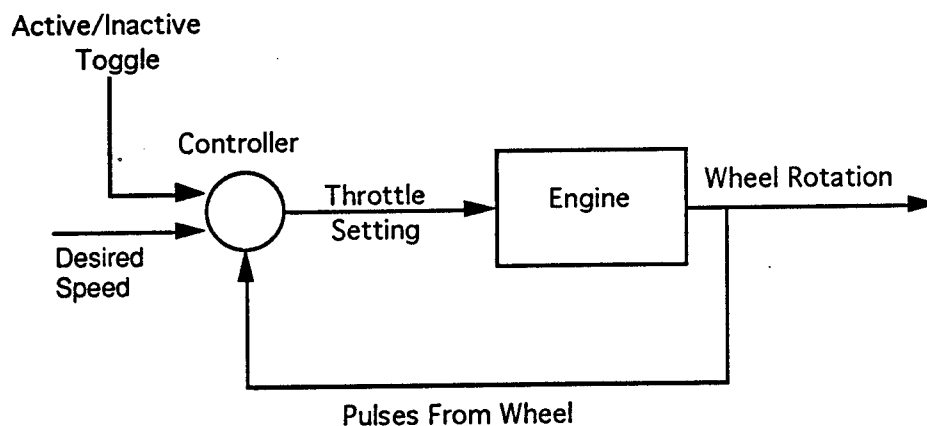 Active/Inactive
Toggle
Controller
Throttle
Setting
Engine
Wheel Rotation
Desired
Speed
Pulses From Wheel